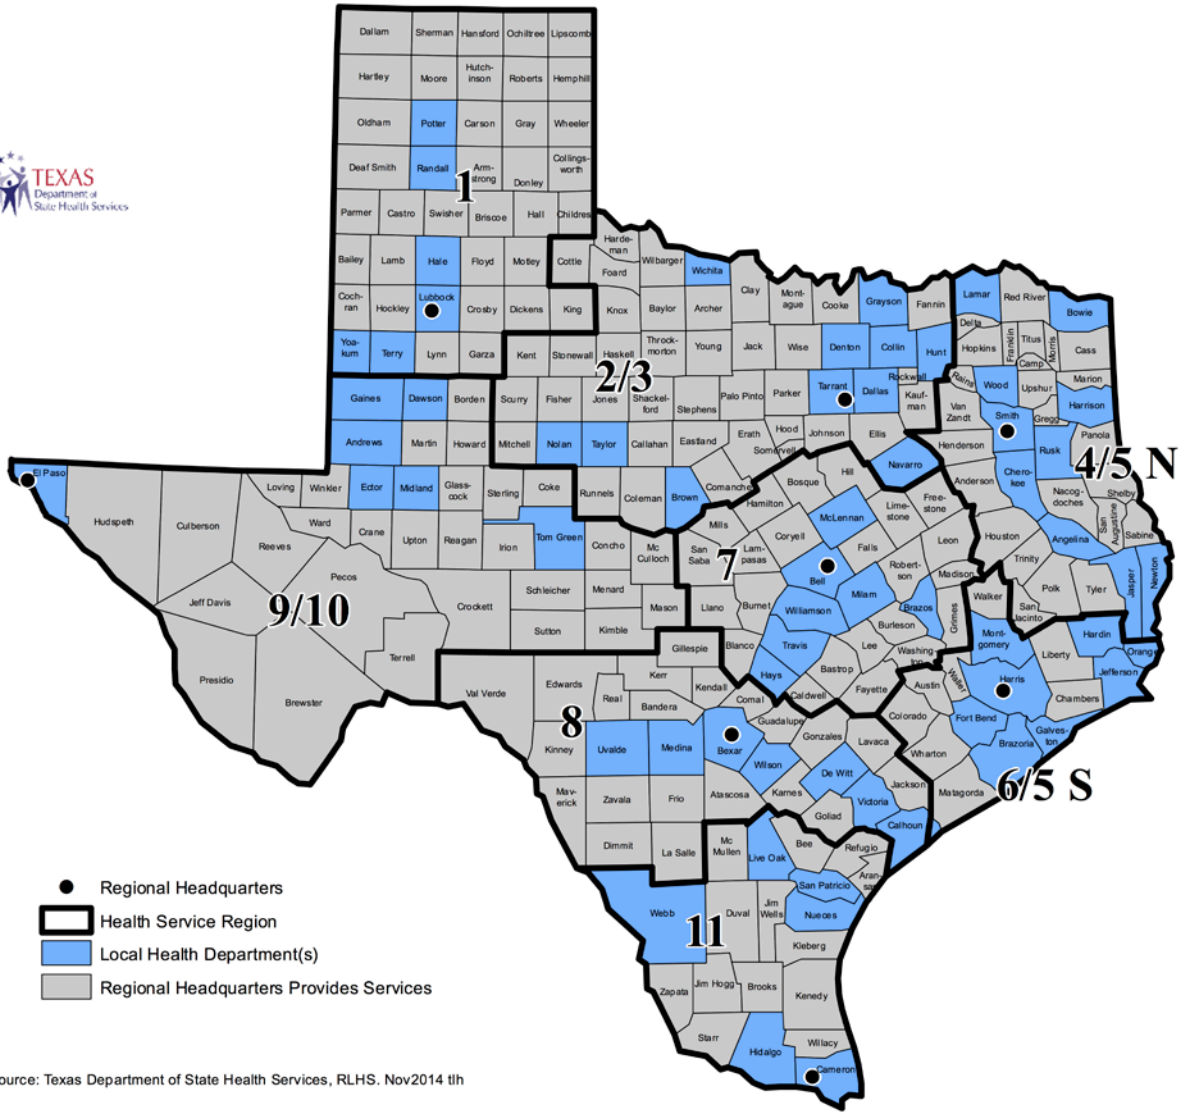 Dallam Sherman Hansford Ochiltree Lipscomb
Hartley Moore Hutch-
inson Roberts Hemphill
Oldham Potter Carson Gray Wheeler
Deaf Smith Randall Arm-
strong Donley Collings-
worth
TEXAS
Department of
State Health Services
1
Parmer Castro Swisher Briscoe Hall Childres
Bailey Lamb Hale Floyd Motley Cottle
Harde-
man
Foard Wilbarger Wichita
Coch-
ran Hockley Lubbock Crosby Dickens King Knox Baylor Archer Clay Mont-
ague Cooke Grayson Fannin Lamar Red River Bowie
Yoa-
kum Terry Lynn Garza Kent Stonewall Haskell Throck-
morton Young Jack Wise Denton Collin Hunt Delta Hopkins Franklin Titus Morris Camp Cass
2/3
Gaines Dawson Borden Scurry Fisher Jones Shackel-
ford Stephens Palo Pinto Parker Tarrant Dallas Rockwall Kauf-
man Rains Wood Upshur Marion Harrison
Van
Zandt Smith Gregg
Andrews Martin Howard Mitchell Nolan Taylor Callahan Eastland Erath Hood Somervell Johnson Ellis Navarro Henderson Rusk Panola
4/5 N
El Paso Hudspeth Culberson Loving Winkler Ector Midland Glass-
cock Sterling Coke Runnels Coleman Brown Comanche Hamilton Bosque Hill Free-
stone Anderson Chero-
kee Nacog-
doches Shelby
Reeves Ward Crane Upton Reagan Irion Tom Green Concho Mc
Culloch San
Saba Mills Lam-
pasas Coryell McLennan Lime-
stone Falls Leon Houston Angelina San
Augustine Sabine
7
Jeff Davis Pecos Crockett Schleicher Menard Mason Llano Burnet Bell Milam Robert-
son Madison Brazos Grimes Walker Trinity Polk Tyler Jasper Newton
9/10
Presidio Brewster Terrell Sutton Kimble Gillespie Blanco Williamson Travis Burleson Lee Washing-
ton Mont-
gomery San
Jacinto Liberty Hardin Orange
Val Verde Edwards Real Kerr Bandera Kendall Comal Hays Caldwell Bastrop Fayette Austin Waller Harris Chambers Jefferson
8
Kinney Uvalde Medina Bexar Guadalupe Wilson Gonzales Lavaca Colorado Wharton Fort Bend Brazoria Galves-
ton
6/5 S
Mav-
erick Zavala Frio Atascosa Karnes De Witt Victoria Jackson Matagorda
Dimmit La Salle Mc
Mullen Live Oak Bee Goliad Refugio Calhoun Aran-
sas
11
Webb Duval Jim
Wells San Patricio Nueces Kleberg
Zapata Jim Hogg Brooks Kenedy
Starr Hidalgo Willacy Cameron
Regional Headquarters
Health Service Region
Local Health Department(s)
Regional Headquarters Provides Services
ource: Texas Department of State Health Services, RLHS. Nov2014 tlh